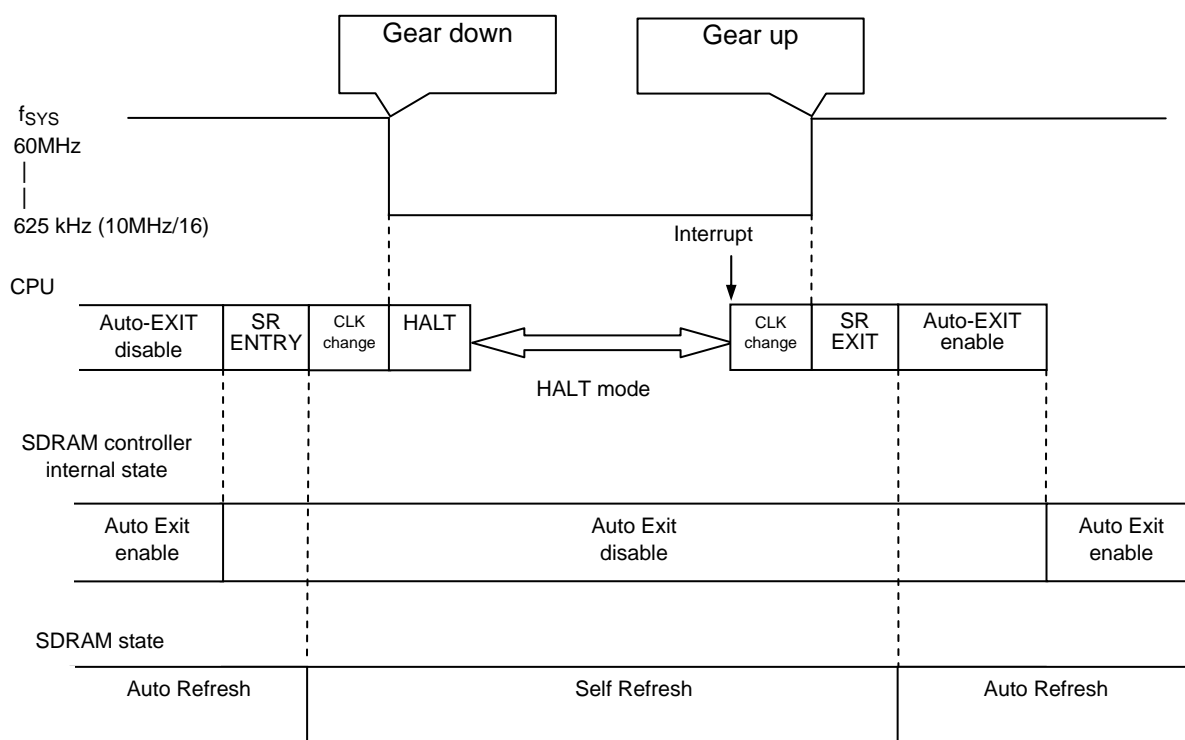 Gear down
Gear up
fSYS
60MHz
|
|
625 kHz (10MHz/16)
Interrupt
CPU
Auto-EXIT
disable
SR
ENTRY
CLK
change
HALT
CLK
change
SR
EXIT
Auto-EXIT
enable
HALT mode
SDRAM controller
internal state
Auto Exit
enable
Auto Exit
disable
Auto Exit
enable
SDRAM state
Auto Refresh
Self Refresh
Auto Refresh